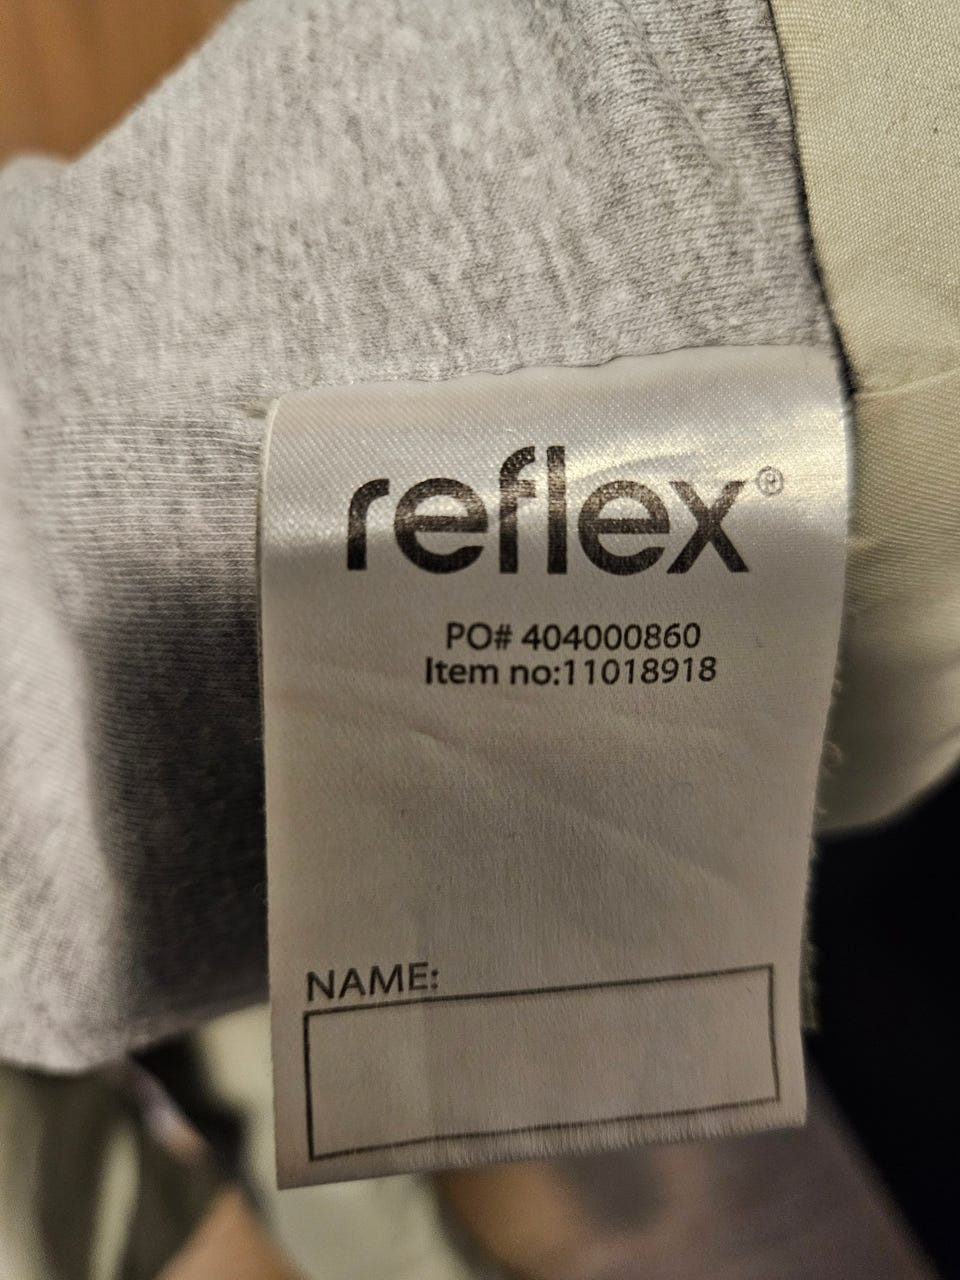 reflex®
PO# 404000860
Item no:11018918
NAME: